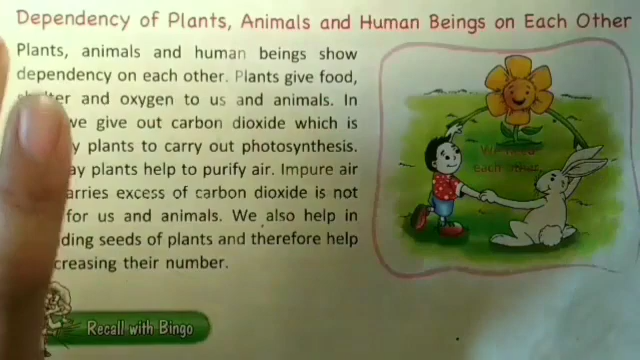 Dependency of Plants, Animals and Human Beings on Each Other
Plants, animals and human beings show
dependency on each other. Plants give food,
and oxygen to us and animals. In
we give out carbon dioxide which is
plants to carry out photosynthesis.
plants help to purify air. Impure air
carries excess of carbon dioxide is not
for us and animals. We also help in
seeds of plants and therefore help
their number.
We need
each other.
Recall with Bingo